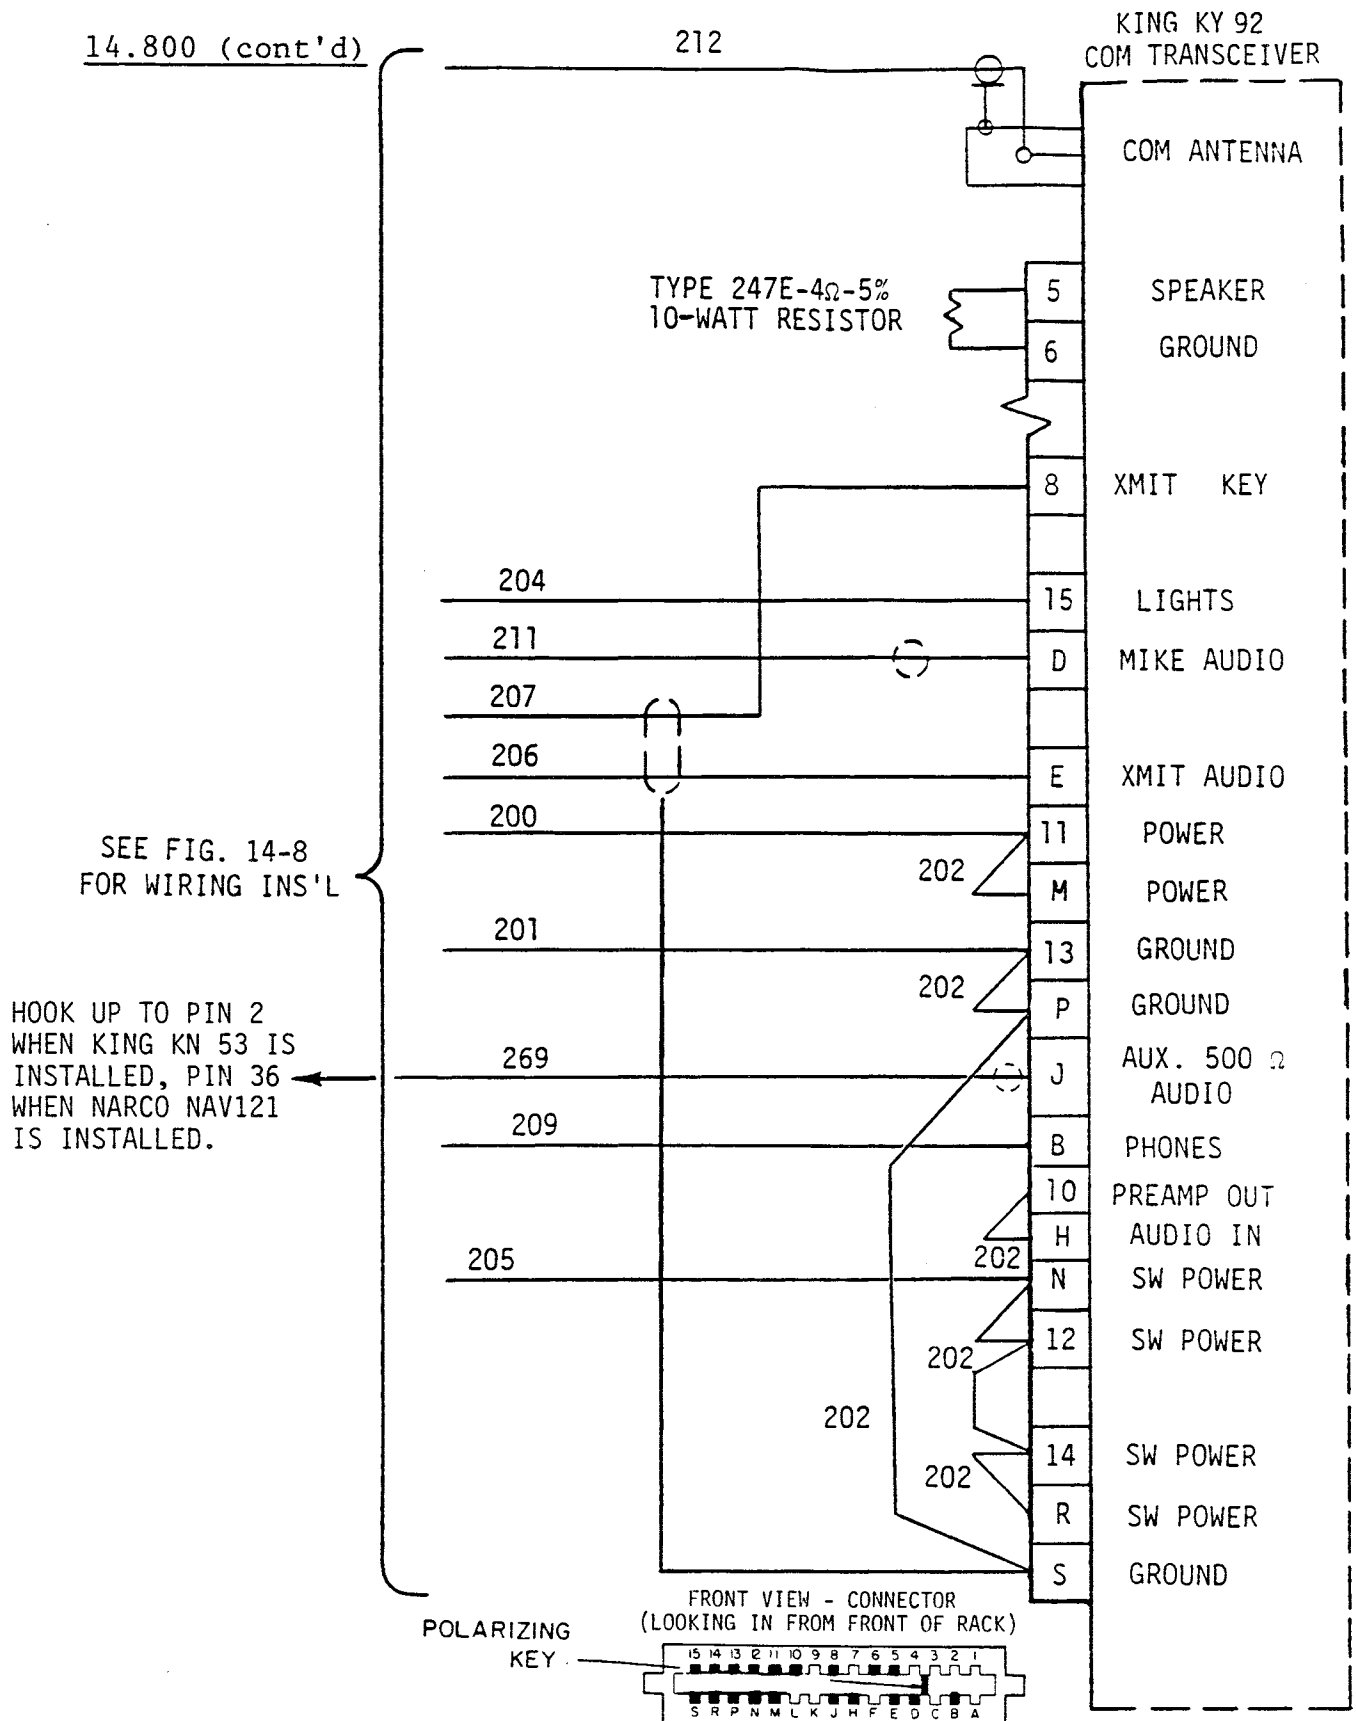 14.800 (cont'd)
212
KING KY 92
COM TRANSCEIVER
COM ANTENNA
TYPE 247E-4Ω-5%
10-WATT RESISTOR
5 SPEAKER
6 GROUND
8 XMIT KEY
204
15 LIGHTS
211
D MIKE AUDIO
207
206
E XMIT AUDIO
200
11 POWER
202
M POWER
SEE FIG. 14-8
FOR WIRING INS'L
201
13 GROUND
202
P GROUND
HOOK UP TO PIN 2
WHEN KING KN 53 IS
INSTALLED, PIN 36
WHEN NARCO NAV121
IS INSTALLED.
269
J AUX. 500 Ω
AUDIO
209
B PHONES
10 PREAMP OUT
H AUDIO IN
202
205
N SW POWER
12 SW POWER
202
202
14 SW POWER
202
R SW POWER
S GROUND
FRONT VIEW - CONNECTOR
(LOOKING IN FROM FRONT OF RACK)
POLARIZING
KEY
15 14 13 12 11 10 9 8 7 6 5 4 3 2 1
S R P N M L K J H F E D C B A